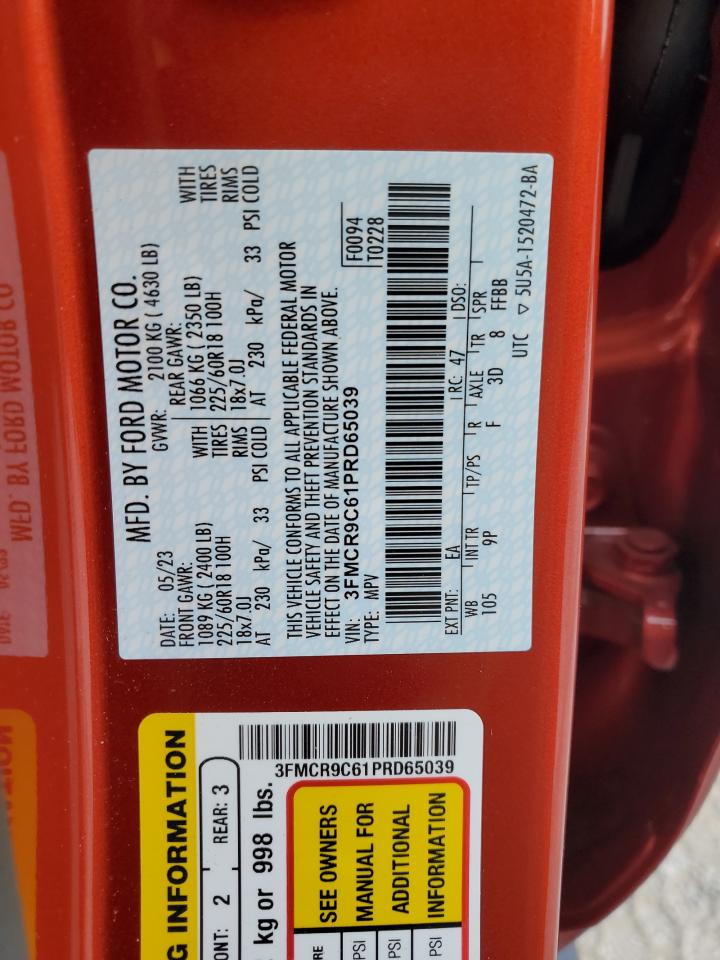 MFD. BY FORD MOTOR CO.
DATE: 05/23 GVWR: 2100 KG ( 4630 LB)
FRONT GAWR: REAR GAWR:
1089 KG ( 2400 LB) WITH 1066 KG ( 2350 LB) WITH
225/60R18 100H TIRES 225/60R18 100H TIRES
18x7.0J RIMS 18x7.0J RIMS
AT 230 kPa/ 33 PSI COLD AT 230 kPa/ 33 PSI COLD
THIS VEHICLE CONFORMS TO ALL APPLICABLE FEDERAL MOTOR
VEHICLE SAFETY AND THEFT PREVENTION STANDARDS IN
EFFECT ON THE DATE OF MANUFACTURE SHOWN ABOVE.
VIN: 3FMCR9C61PRD65039 F0094
TYPE: MPV T0228
EXT PNT: EA RC: 47 DSO:
WB INT TR TP/PS R AXLE TR SPR
105 9P F 3D 8 FFBB
UTC ▽ 5U5A-1520472-BA
3FMCR9C61PRD65039
G INFORMATION
ONT: 2 REAR: 3
kg or 998 lbs.
SEE OWNERS
MANUAL FOR
ADDITIONAL
INFORMATION
RE
PSI
PSI
PSI
MFD. BY FORD MOTOR CO